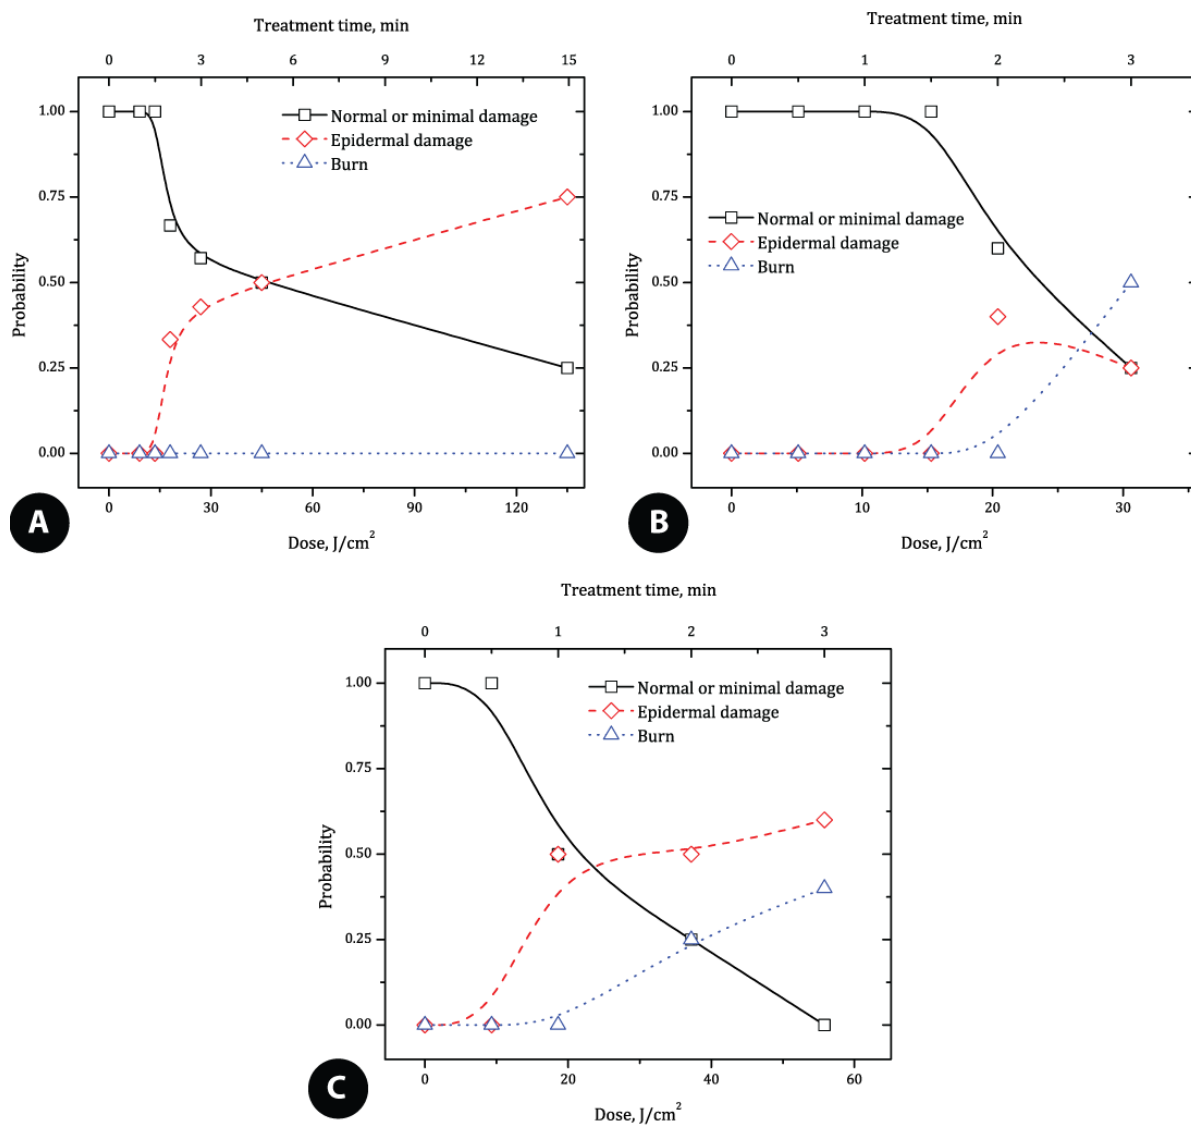 Treatment time, min
0 3 6 9 12 15
1.00
0.75
0.50
0.25
0.00
Probability
Normal or minimal damage
Epidermal damage
Burn
0 30 60 90 120
Dose, J/cm²
A
Treatment time, min
0 1 2 3
1.00
0.75
0.50
0.25
0.00
Probability
Normal or minimal damage
Epidermal damage
Burn
0 10 20 30
Dose, J/cm²
B
Treatment time, min
0 1 2 3
1.00
0.75
0.50
0.25
0.00
Probability
Normal or minimal damage
Epidermal damage
Burn
0 20 40 60
Dose, J/cm²
C